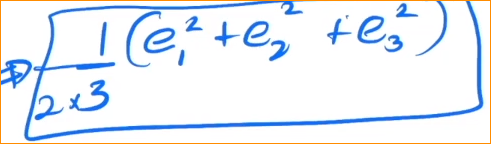 ⇒ 1/(2×3) (e₁² + e₂² + e₃²)